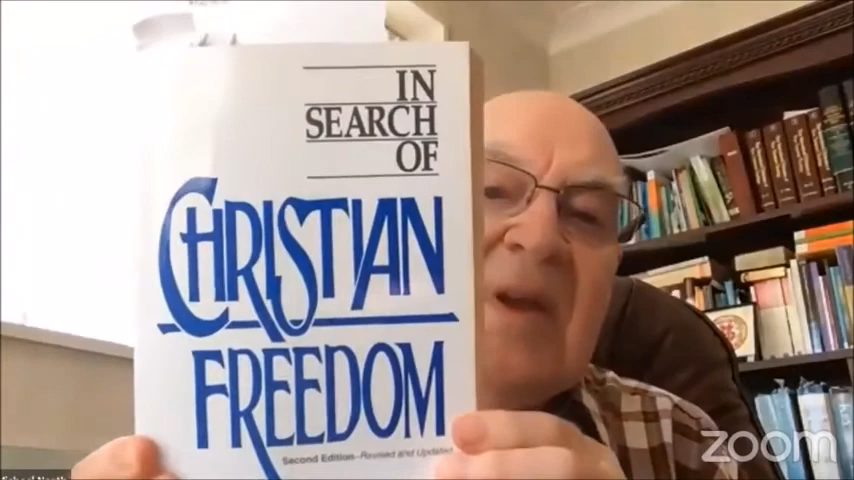 IN
SEARCH
OF
CHRISTIAN
FREEDOM
Second Edition—Revised and Updated
zoom